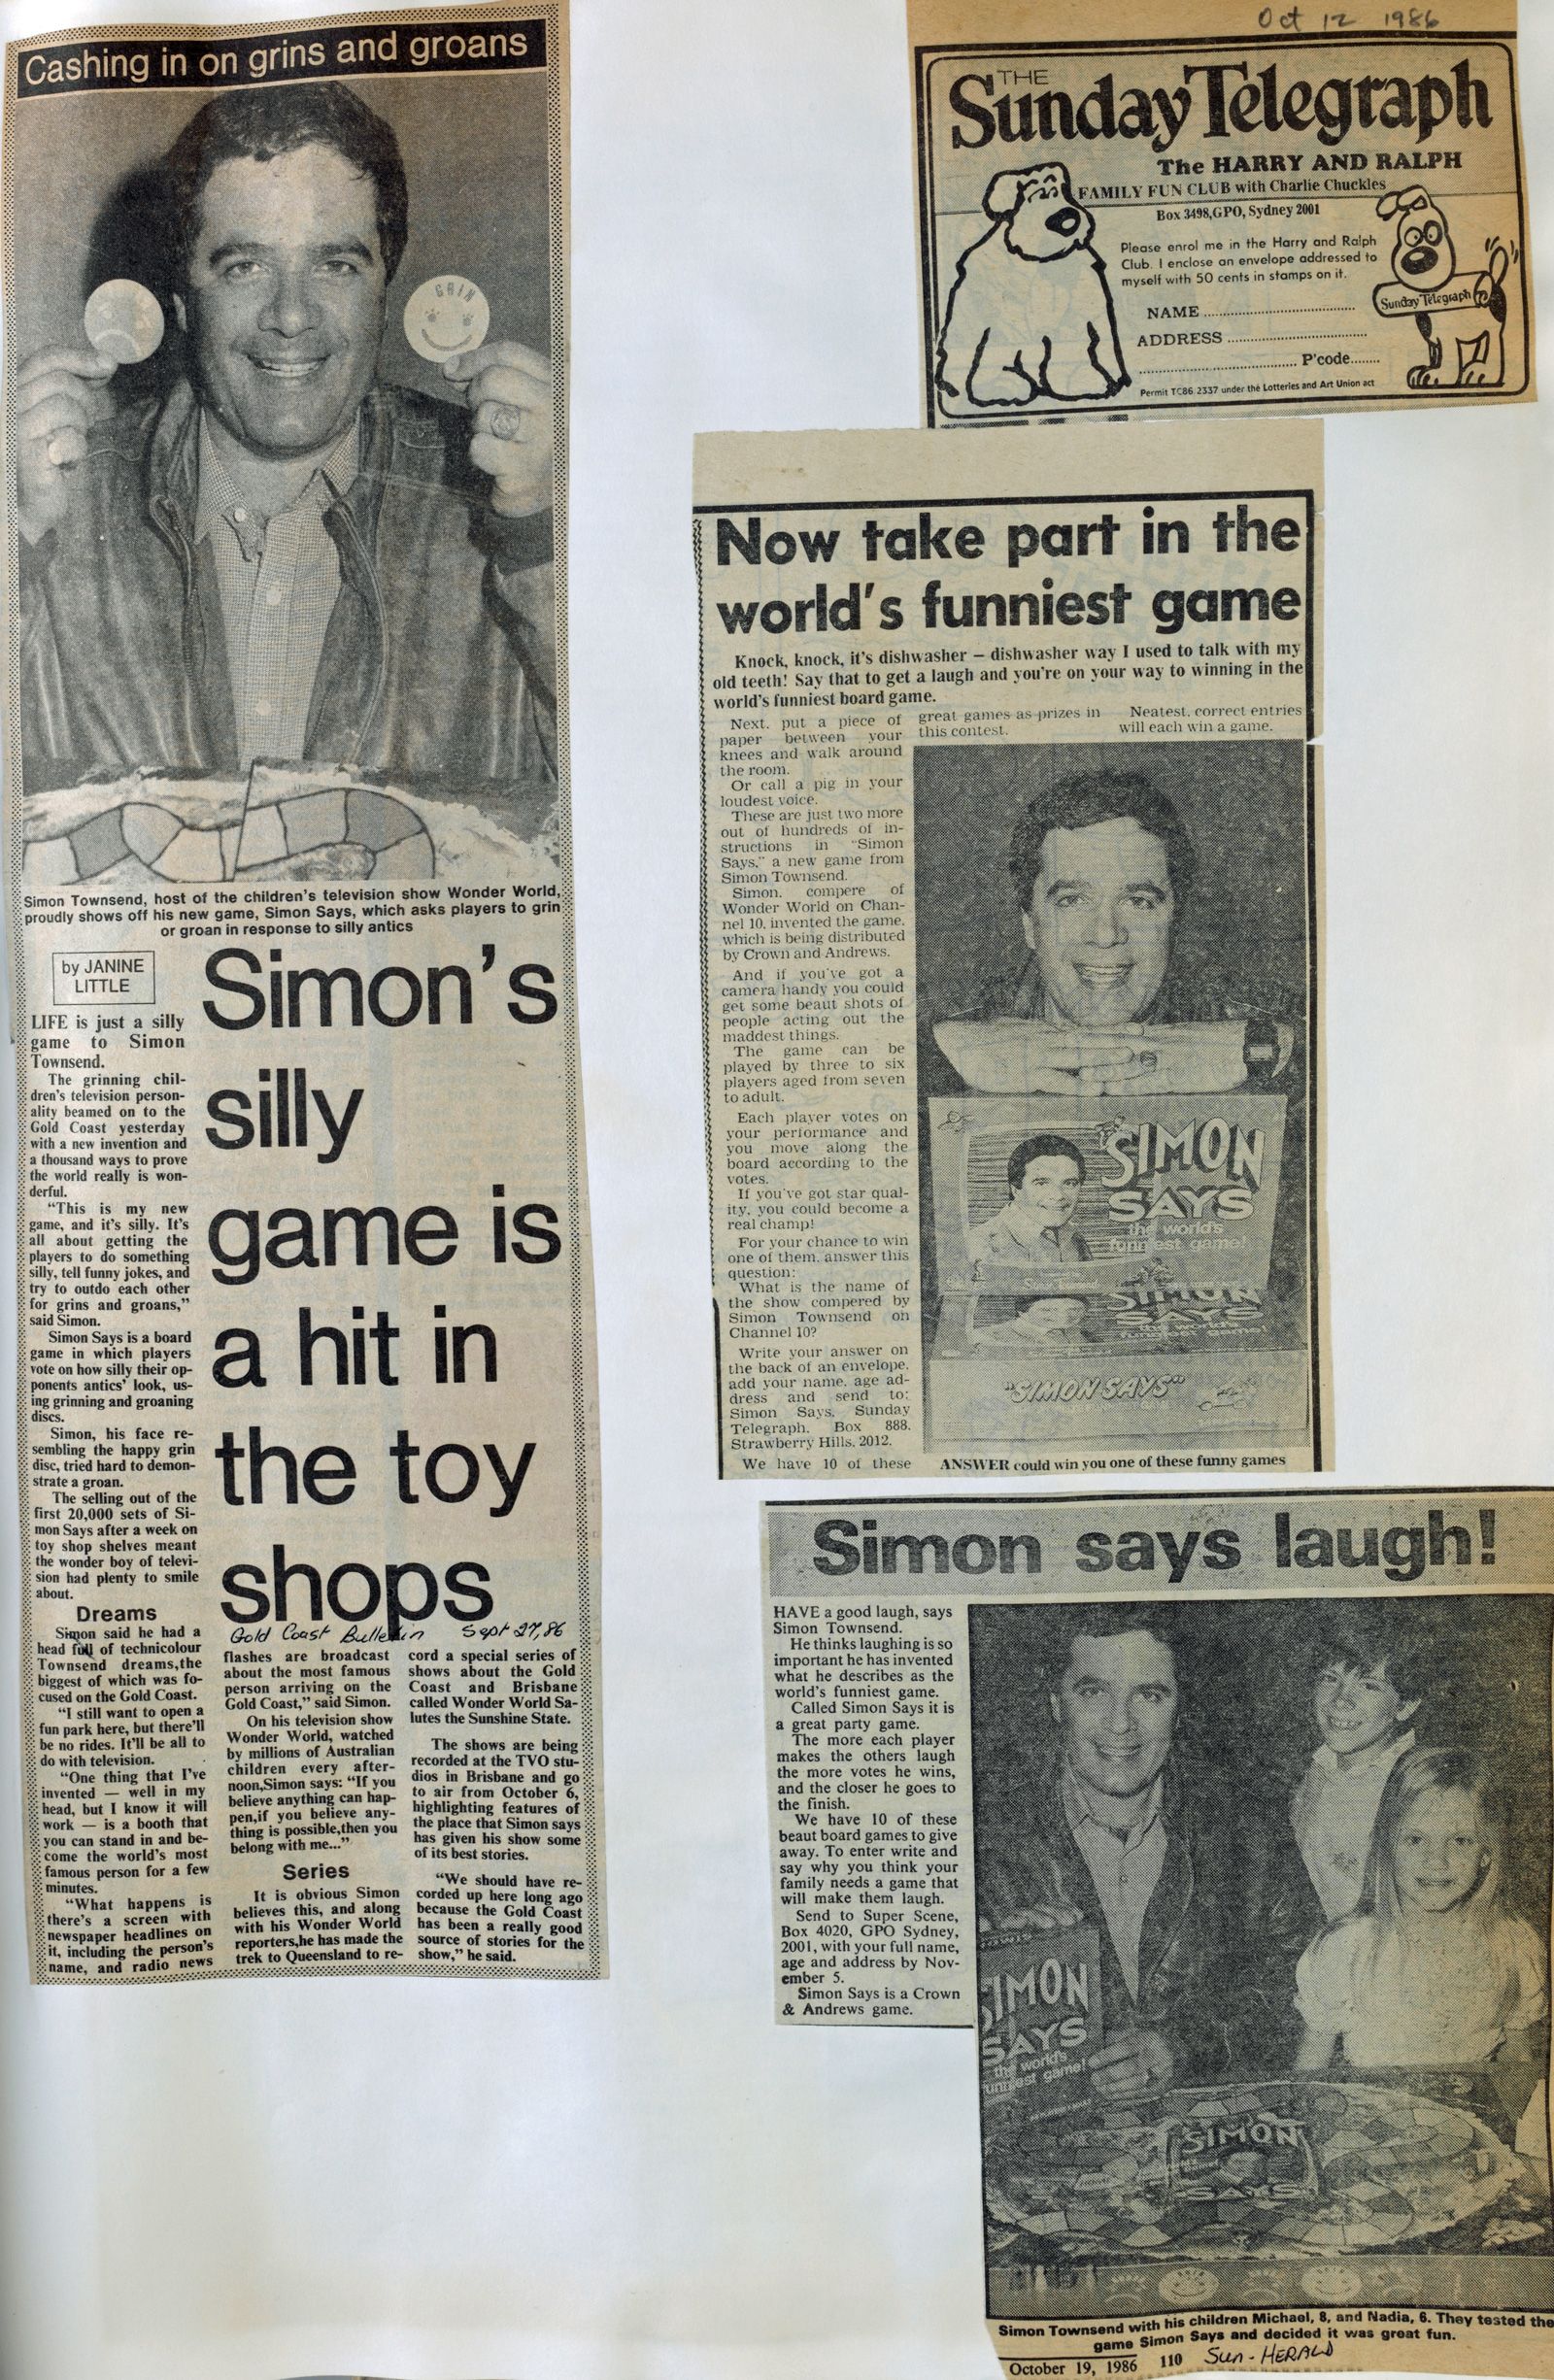 Cashing in on grins and groans
GRIN
Simon Townsend, host of the children's television show Wonder World,
proudly shows off his new game, Simon Says, which asks players to grin
or groan in response to silly antics
by JANINE
LITTLE
Simon's
silly
game is
a hit in
the toy
shops
Gold Coast Bulletin Sept 27, 86
LIFE is just a silly
game to Simon
Townsend.
The grinning chil-
dren's television person-
ality beamed on to the
Gold Coast yesterday
with a new invention and
a thousand ways to prove
the world really is won-
derful.
"This is my new
game, and it's silly. It's
all about getting the
players to do something
silly, tell funny jokes, and
try to outdo each other
for grins and groans,"
said Simon.
Simon Says is a board
game in which players
vote on how silly their op-
ponents antics' look, us-
ing grinning and groaning
discs.
Simon, his face re-
sembling the happy grin
disc, tried hard to demon-
strate a groan.
The selling out of the
first 20,000 sets of Si-
mon Says after a week on
toy shop shelves meant
the wonder boy of televi-
sion had plenty to smile
about.
Dreams
Simon said he had a
head full of technicolour
Townsend dreams,the
biggest of which was fo-
cused on the Gold Coast.
"I still want to open a
fun park here, but there'll
be no rides. It'll be all to
do with television.
"One thing that I've
invented — well in my
head, but I know it will
work — is a booth that
you can stand in and be-
come the world's most
famous person for a few
minutes.
"What happens is
there's a screen with
newspaper headlines on
it, including the person's
name, and radio news
flashes are broadcast
about the most famous
person arriving on the
Gold Coast," said Simon.
On his television show
Wonder World, watched
by millions of Australian
children every after-
noon,Simon says: "If you
believe anything can hap-
pen,if you believe any-
thing is possible,then you
belong with me..."
Series
It is obvious Simon
believes this, and along
with his Wonder World
reporters,he has made the
trek to Queensland to re-
cord a special series of
shows about the Gold
Coast and Brisbane
called Wonder World Sa-
lutes the Sunshine State.
The shows are being
recorded at the TVO stu-
dios in Brisbane and go
to air from October 6,
highlighting features of
the place that Simon says
has given his show some
of its best stories.
"We should have re-
corded up here long ago
because the Gold Coast
has been a really good
source of stories for the
show," he said.
Oct 12 1986
THE
Sunday Telegraph
The HARRY AND RALPH
FAMILY FUN CLUB with Charlie Chuckles
Box 3498,GPO, Sydney 2001
Please enrol me in the Harry and Ralph
Club. I enclose an envelope addressed to
myself with 50 cents in stamps on it.
NAME
ADDRESS
P'code
Permit TC86 2337 under the Lotteries and Art Union act
Sunday Telegraph
Now take part in the
world's funniest game
Knock, knock, it's dishwasher – dishwasher way I used to talk with my
old teeth! Say that to get a laugh and you're on your way to winning in the
world's funniest board game.
Next, put a piece of
paper between your
knees and walk around
the room.
Or call a pig in your
loudest voice.
These are just two more
out of hundreds of in-
structions in "Simon
Says," a new game from
Simon Townsend.
Simon, compere of
Wonder World on Chan-
nel 10, invented the game,
which is being distributed
by Crown and Andrews.
And if you've got a
camera handy you could
get some beaut shots of
people acting out the
maddest things.
The game can be
played by three to six
players aged from seven
to adult.
Each player votes on
your performance and
you move along the
board according to the
votes.
If you've got star qual-
ity, you could become a
real champ!
For your chance to win
one of them, answer this
question:
What is the name of
the show compered by
Simon Townsend on
Channel 10?
Write your answer on
the back of an envelope,
add your name, age ad-
dress and send to:
Simon Says, Sunday
Telegraph, Box 888,
Strawberry Hills, 2012.
We have 10 of these
great games as prizes in
this contest.
Neatest, correct entries
will each win a game.
SIMON
SAYS
the world's
funniest game!
SIMON
SAYS
"SIMON SAYS"
ANSWER could win you one of these funny games
Simon says laugh!
HAVE a good laugh, says
Simon Townsend.
He thinks laughing is so
important he has invented
what he describes as the
world's funniest game.
Called Simon Says it is
a great party game.
The more each player
makes the others laugh
the more votes he wins,
and the closer he goes to
the finish.
We have 10 of these
beaut board games to give
away. To enter write and
say why you think your
family needs a game that
will make them laugh.
Send to Super Scene,
Box 4020, GPO Sydney,
2001, with your full name,
age and address by Nov-
ember 5.
Simon Says is a Crown
& Andrews game.
SIMON
SAYS
the world's
funniest game!
SIMON
SAYS
Simon Townsend with his children Michael, 8, and Nadia, 6. They tested the
game Simon Says and decided it was great fun.
October 19, 1986 110 Sun-HERALD